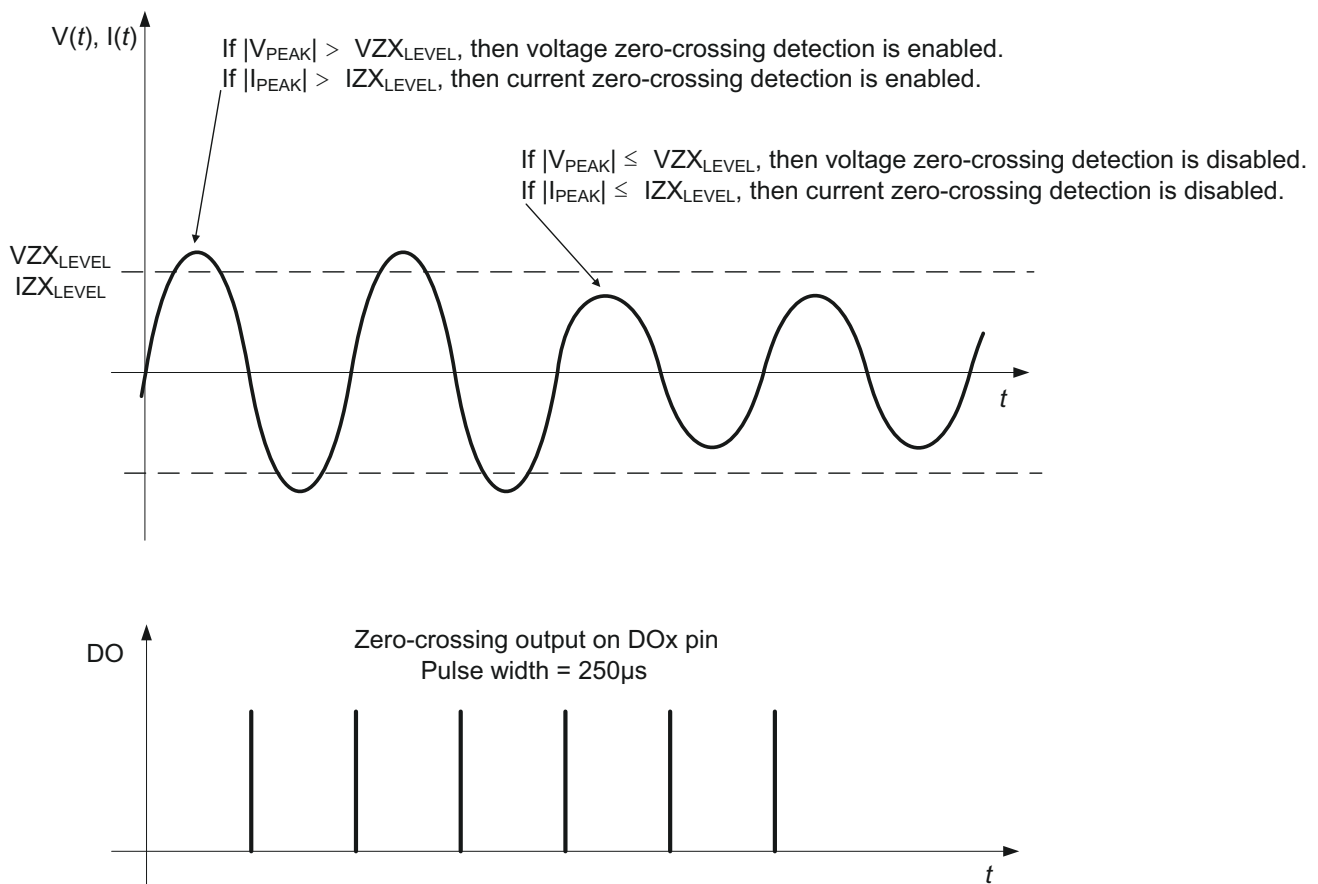 V(t), I(t)
If |VPEAK| > VZXLEVEL, then voltage zero-crossing detection is enabled.
If |IPEAK| > IZXLEVEL, then current zero-crossing detection is enabled.
If |VPEAK| ≤ VZXLEVEL, then voltage zero-crossing detection is disabled.
If |IPEAK| ≤ IZXLEVEL, then current zero-crossing detection is disabled.
VZXLEVEL
IZXLEVEL
t
DO
Zero-crossing output on DOx pin
Pulse width = 250μs
t